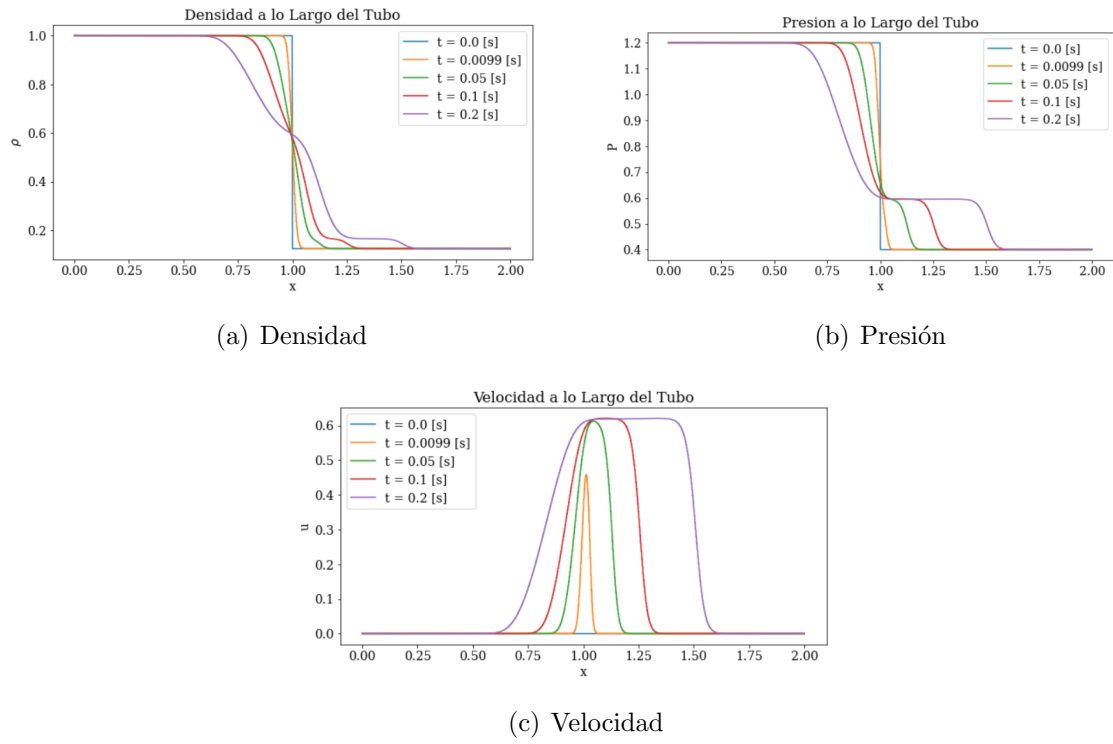 Densidad a lo Largo del Tubo
1.0
0.8
0.6
0.4
0.2
ρ
t = 0.0 [s]
t = 0.0099 [s]
t = 0.05 [s]
t = 0.1 [s]
t = 0.2 [s]
0.00 0.25 0.50 0.75 1.00 1.25 1.50 1.75 2.00
x
(a) Densidad
Presion a lo Largo del Tubo
1.2
1.1
1.0
0.9
0.8
0.7
0.6
0.5
0.4
P
t = 0.0 [s]
t = 0.0099 [s]
t = 0.05 [s]
t = 0.1 [s]
t = 0.2 [s]
0.00 0.25 0.50 0.75 1.00 1.25 1.50 1.75 2.00
x
(b) Presión
Velocidad a lo Largo del Tubo
0.6
0.5
0.4
0.3
0.2
0.1
0.0
u
t = 0.0 [s]
t = 0.0099 [s]
t = 0.05 [s]
t = 0.1 [s]
t = 0.2 [s]
0.00 0.25 0.50 0.75 1.00 1.25 1.50 1.75 2.00
x
(c) Velocidad